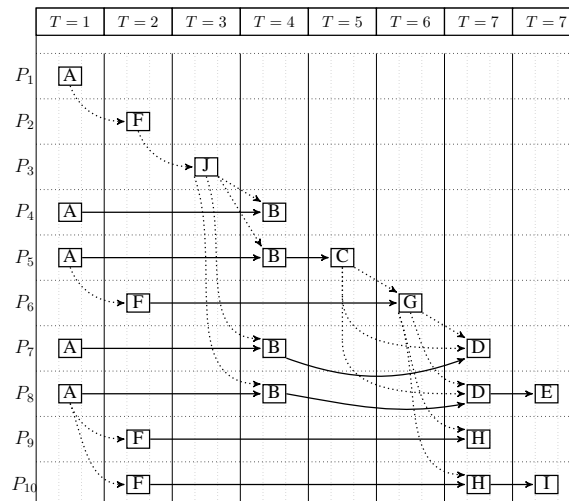 T = 1 T = 2 T = 3 T = 4 T = 5 T = 6 T = 7 T = 7
P₁ A
P₂ F
P₃ J
P₄ A B
P₅ A B C
P₆ F G
P₇ A B D
P₈ A B D E
P₉ F H
P₁₀ F H I